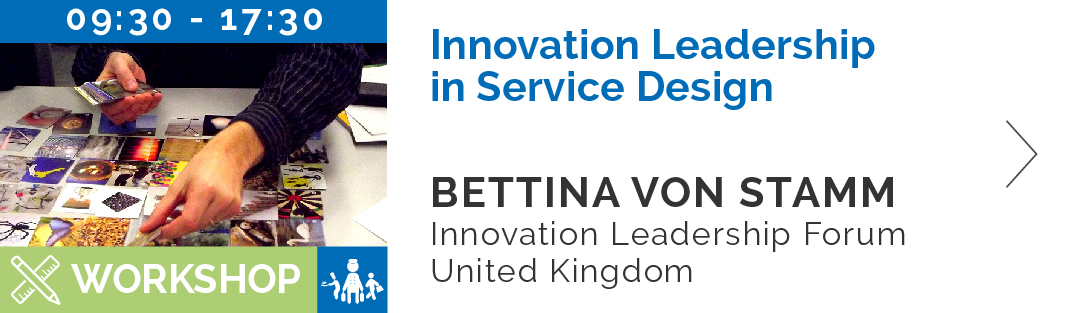 09:30 - 17:30
Innovation Leadership
in Service Design
BETTINA VON STAMM
Innovation Leadership Forum
United Kingdom
WORKSHOP